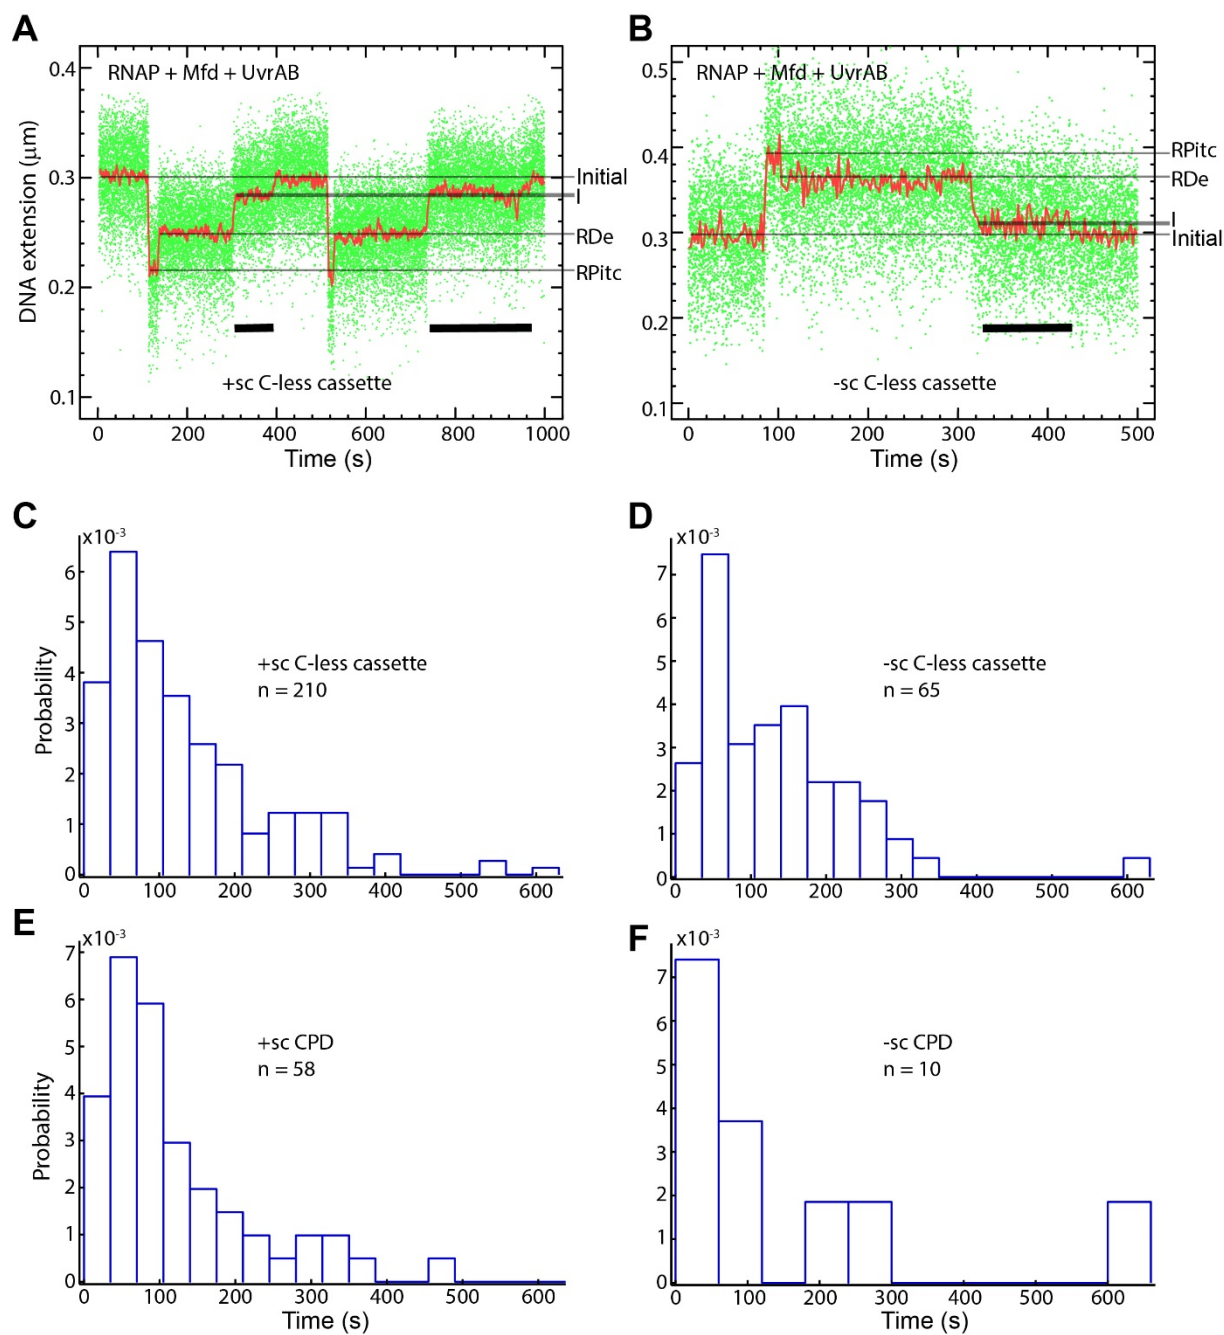 A
RNAP + Mfd + UvrAB
0.4
0.3
0.2
0.1
DNA extension (μm)
Initial
I
RDe
RPitc
+sc C-less cassette
0 200 400 600 800 1000
Time (s)
B
RNAP + Mfd + UvrAB
0.5
0.4
0.3
0.2
0.1
RPitc
RDe
I
Initial
-sc C-less cassette
0 100 200 300 400 500
Time (s)
C
x10-3
6
5
4
3
2
1
0
Probability
+sc C-less cassette
n = 210
0 100 200 300 400 500 600
D
x10-3
7
5
4
3
2
1
0
-sc C-less cassette
n = 65
0 100 200 300 400 500 600
E
x10-3
7
6
5
4
3
2
1
0
Probability
+sc CPD
n = 58
0 100 200 300 400 500 600
Time (s)
F
x10-3
7
5
4
3
2
1
0
-sc CPD
n = 10
0 100 200 300 400 500 600
Time (s)